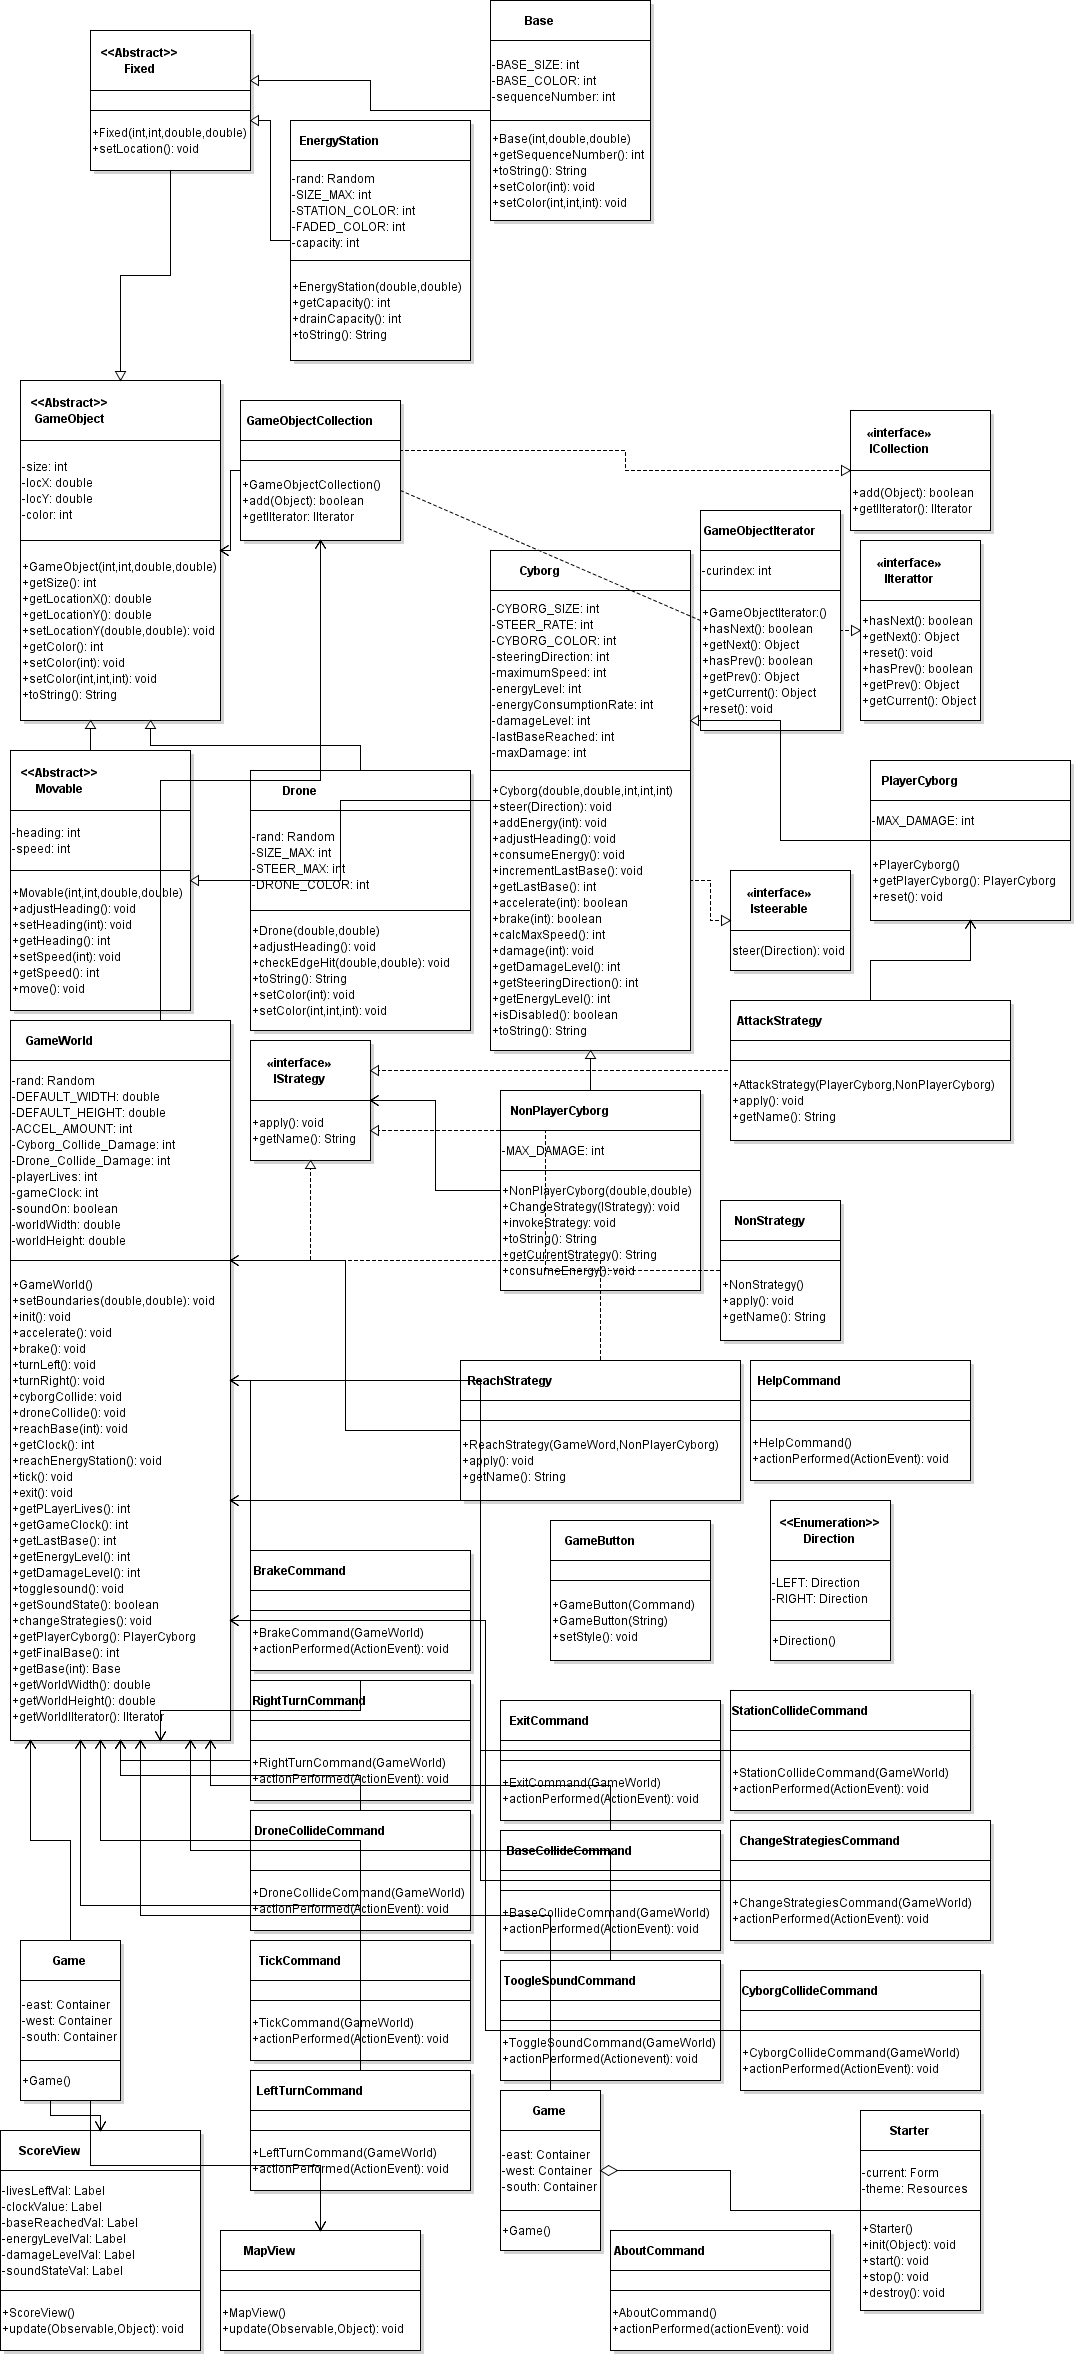 Base
-BASE_SIZE: int
-BASE_COLOR: int
-sequenceNumber: int
+Base(int,double,double)
+getSequenceNumber(): int
+toString(): String
+setColor(int): void
+setColor(int,int,int): void
<<Abstract>>
Fixed
+Fixed(int,int,double,double)
+setLocation(): void
EnergyStation
-rand: Random
-SIZE_MAX: int
-STATION_COLOR: int
-FADED_COLOR: int
-capacity: int
+EnergyStation(double,double)
+getCapacity(): int
+drainCapacity(): int
+toString(): String
<<Abstract>>
GameObject
-size: int
-locX: double
-locY: double
-color: int
+GameObject(int,int,double,double)
+getSize(): int
+getLocationX(): double
+getLocationY(): double
+setLocationY(double,double): void
+getColor(): int
+setColor(int): void
+setColor(int,int,int): void
+toString(): String
GameObjectCollection
+GameObjectCollection()
+add(Object): boolean
+getIIterator: IIterator
«interface»
ICollection
+add(Object): boolean
+getIIterator(): IIterator
GameObjectIterator
-curindex: int
+GameObjectIterator:()
+hasNext(): boolean
+getNext(): Object
+hasPrev(): boolean
+getPrev(): Object
+getCurrent(): Object
+reset(): void
«interface»
IIterattor
+hasNext(): boolean
+getNext(): Object
+reset(): void
+hasPrev(): boolean
+getPrev(): Object
+getCurrent(): Object
Cyborg
-CYBORG_SIZE: int
-STEER_RATE: int
-CYBORG_COLOR: int
-steeringDirection: int
-maximumSpeed: int
-energyLevel: int
-energyConsumptionRate: int
-damageLevel: int
-lastBaseReached: int
-maxDamage: int
+Cyborg(double,double,int,int,int)
+steer(Direction): void
+addEnergy(int): void
+adjustHeading(): void
+consumeEnergy(): void
+incrementLastBase(): void
+getLastBase(): int
+accelerate(int): boolean
+brake(int): boolean
+calcMaxSpeed(): int
+damage(int): void
+getDamageLevel(): int
+getSteeringDirection(): int
+getEnergyLevel(): int
+isDisabled(): boolean
+toString(): String
<<Abstract>>
Movable
-heading: int
-speed: int
+Movable(int,int,double,double)
+adjustHeading(): void
+setHeading(int): void
+getHeading(): int
+setSpeed(int): void
+getSpeed(): int
+move(): void
Drone
-rand: Random
-SIZE_MAX: int
-STEER_MAX: int
-DRONE_COLOR: int
+Drone(double,double)
+adjustHeading(): void
+checkEdgeHit(double,double): void
+toString(): String
+setColor(int): void
+setColor(int,int,int): void
PlayerCyborg
-MAX_DAMAGE: int
+PlayerCyborg()
+getPlayerCyborg(): PlayerCyborg
+reset(): void
«interface»
Isteerable
steer(Direction): void
AttackStrategy
+AttackStrategy(PlayerCyborg,NonPlayerCyborg)
+apply(): void
+getName(): String
GameWorld
-rand: Random
-DEFAULT_WIDTH: double
-DEFAULT_HEIGHT: double
-ACCEL_AMOUNT: int
-Cyborg_Collide_Damage: int
-Drone_Collide_Damage: int
-playerLives: int
-gameClock: int
-soundOn: boolean
-worldWidth: double
-worldHeight: double
+GameWorld()
+setBoundaries(double,double): void
+init(): void
+accelerate(): void
+brake(): void
+turnLeft(): void
+turnRight(): void
+cyborgCollide: void
+droneCollide(): void
+reachBase(int): void
+getClock(): int
+reachEnergyStation(): void
+tick(): void
+exit(): void
+getPLayerLives(): int
+getGameClock(): int
+getLastBase(): int
+getEnergyLevel(): int
+getDamageLevel(): int
+togglesound(): void
+getSoundState(): boolean
+changeStrategies(): void
+getPlayerCyborg(): PlayerCyborg
+getFinalBase(): int
+getBase(int): Base
+getWorldWidth(): double
+getWorldHeight(): double
+getWorldIIterator(): IIterator
«interface»
IStrategy
+apply(): void
+getName(): String
NonPlayerCyborg
-MAX_DAMAGE: int
+NonPlayerCyborg(double,double)
+ChangeStrategy(IStrategy): void
+invokeStrategy: void
+toString(): String
+getCurrentStrategy(): String
+consumeEnergy(): void
NonStrategy
+NonStrategy()
+apply(): void
+getName(): String
ReachStrategy
+ReachStrategy(GameWord,NonPlayerCyborg)
+apply(): void
+getName(): String
HelpCommand
+HelpCommand()
+actionPerformed(ActionEvent): void
GameButton
+GameButton(Command)
+GameButton(String)
+setStyle(): void
<<Enumeration>>
Direction
-LEFT: Direction
-RIGHT: Direction
+Direction()
BrakeCommand
+BrakeCommand(GameWorld)
+actionPerformed(ActionEvent): void
RightTurnCommand
+RightTurnCommand(GameWorld)
+actionPerformed(ActionEvent): void
ExitCommand
+ExitCommand(GameWorld)
+actionPerformed(ActionEvent): void
StationCollideCommand
+StationCollideCommand(GameWorld)
+actionPerformed(ActionEvent): void
DroneCollideCommand
+DroneCollideCommand(GameWorld)
+actionPerformed(ActionEvent): void
BaseCollideCommand
+BaseCollideCommand(GameWorld)
+actionPerformed(ActionEvent): void
ChangeStrategiesCommand
+ChangeStrategiesCommand(GameWorld)
+actionPerformed(ActionEvent): void
Game
-east: Container
-west: Container
-south: Container
+Game()
TickCommand
+TickCommand(GameWorld)
+actionPerformed(ActionEvent): void
ToogleSoundCommand
+ToggleSoundCommand(GameWorld)
+actionPerformed(Actionevent): void
CyborgCollideCommand
+CyborgCollideCommand(GameWorld)
+actionPerformed(ActionEvent): void
LeftTurnCommand
+LeftTurnCommand(GameWorld)
+actionPerformed(ActionEvent): void
Game
-east: Container
-west: Container
-south: Container
+Game()
Starter
-current: Form
-theme: Resources
+Starter()
+init(Object): void
+start(): void
+stop(): void
+destroy(): void
ScoreView
-livesLeftVal: Label
-clockValue: Label
-baseReachedVal: Label
-energyLevelVal: Label
-damageLevelVal: Label
-soundStateVal: Label
+ScoreView()
+update(Observable,Object): void
MapView
+MapView()
+update(Observable,Object): void
AboutCommand
+AboutCommand()
+actionPerformed(actionEvent): void